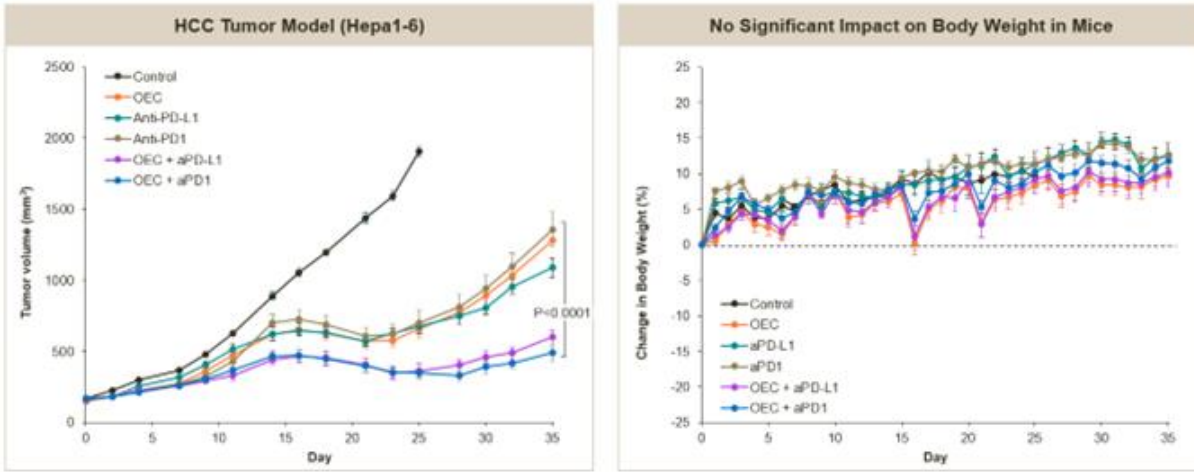 HCC Tumor Model (Hepa1-6)
2500
2000
1500
1000
500
0
Tumor volume (mm³)
Control
OEC
Anti-PD-L1
Anti-PD1
OEC + aPD-L1
OEC + aPD1
P<0.0001
0 5 10 15 20 25 30 35
Day
No Significant Impact on Body Weight in Mice
25
20
15
10
5
0
-5
-10
-15
-20
-25
Change in Body Weight (%)
Control
OEC
aPD-L1
aPD1
OEC + aPD-L1
OEC + aPD1
0 5 10 15 20 25 30 35
Day